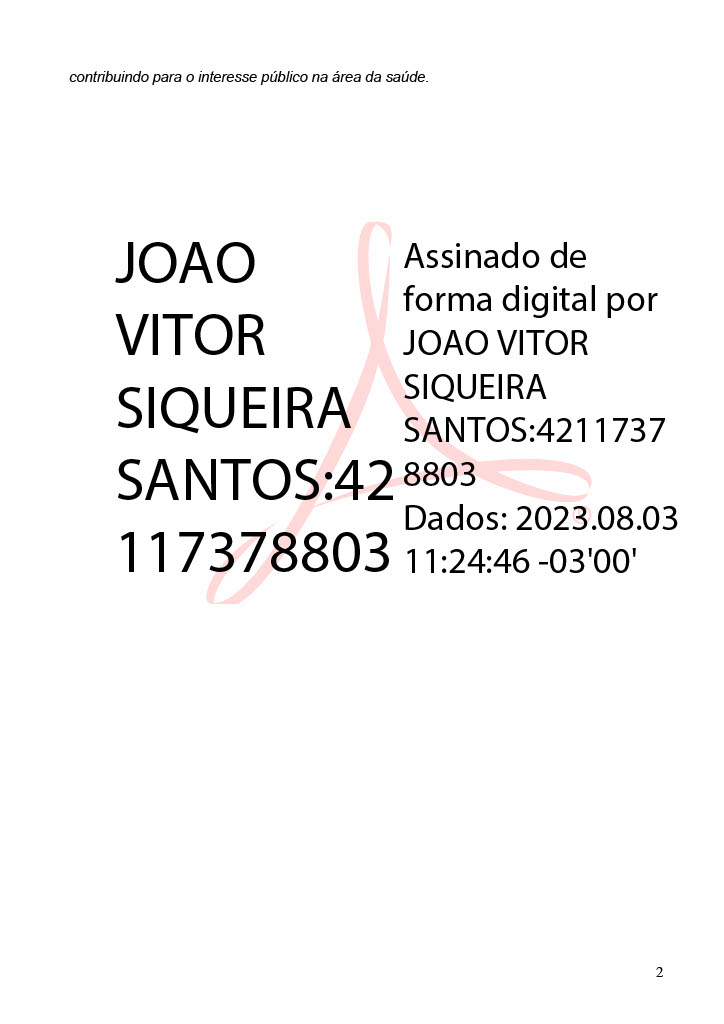 contribuindo para o interesse público na área da saúde.
JOAO
VITOR
SIQUEIRA
SANTOS:42
117378803
Assinado de
forma digital por
JOAO VITOR
SIQUEIRA
SANTOS:4211737
8803
Dados: 2023.08.03
11:24:46 -03'00'
2